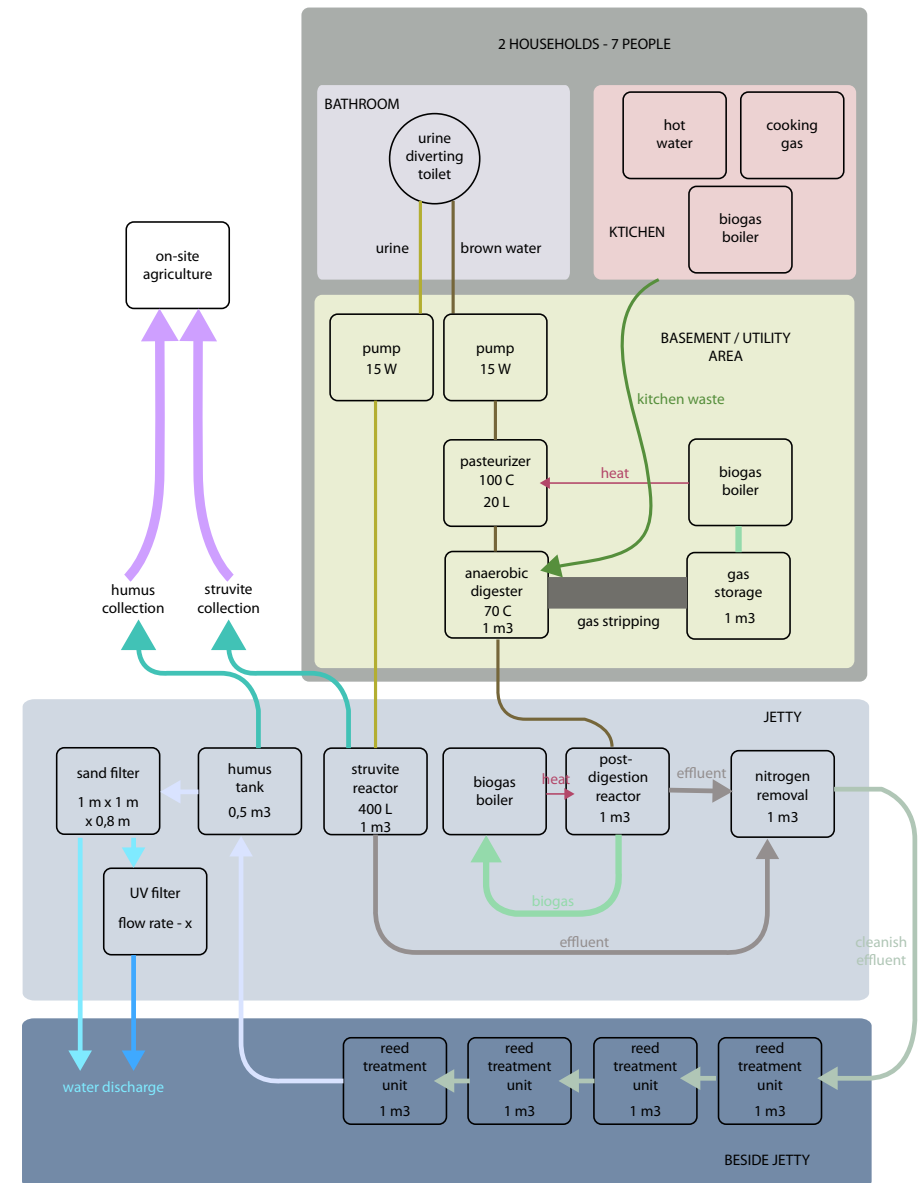 2 HOUSEHOLDS - 7 PEOPLE
BATHROOM
urine
diverting
toilet
hot
water
cooking
gas
biogas
boiler
KTICHEN
urine
brown water
on-site
agriculture
pump
15 W
pump
15 W
BASEMENT / UTILITY
AREA
kitchen waste
pasteurizer
100 C
20 L
heat
biogas
boiler
anaerobic
digester
70 C
1 m3
gas stripping
gas
storage
1 m3
humus
collection
struvite
collection
JETTY
sand filter
1 m x 1 m
x 0,8 m
humus
tank
0,5 m3
struvite
reactor
400 L
1 m3
biogas
boiler
heat
post-
digestion
reactor
1 m3
effluent
nitrogen
removal
1 m3
UV filter
flow rate - x
biogas
effluent
cleanish
effluent
water discharge
reed
treatment
unit
1 m3
reed
treatment
unit
1 m3
reed
treatment
unit
1 m3
reed
treatment
unit
1 m3
BESIDE JETTY